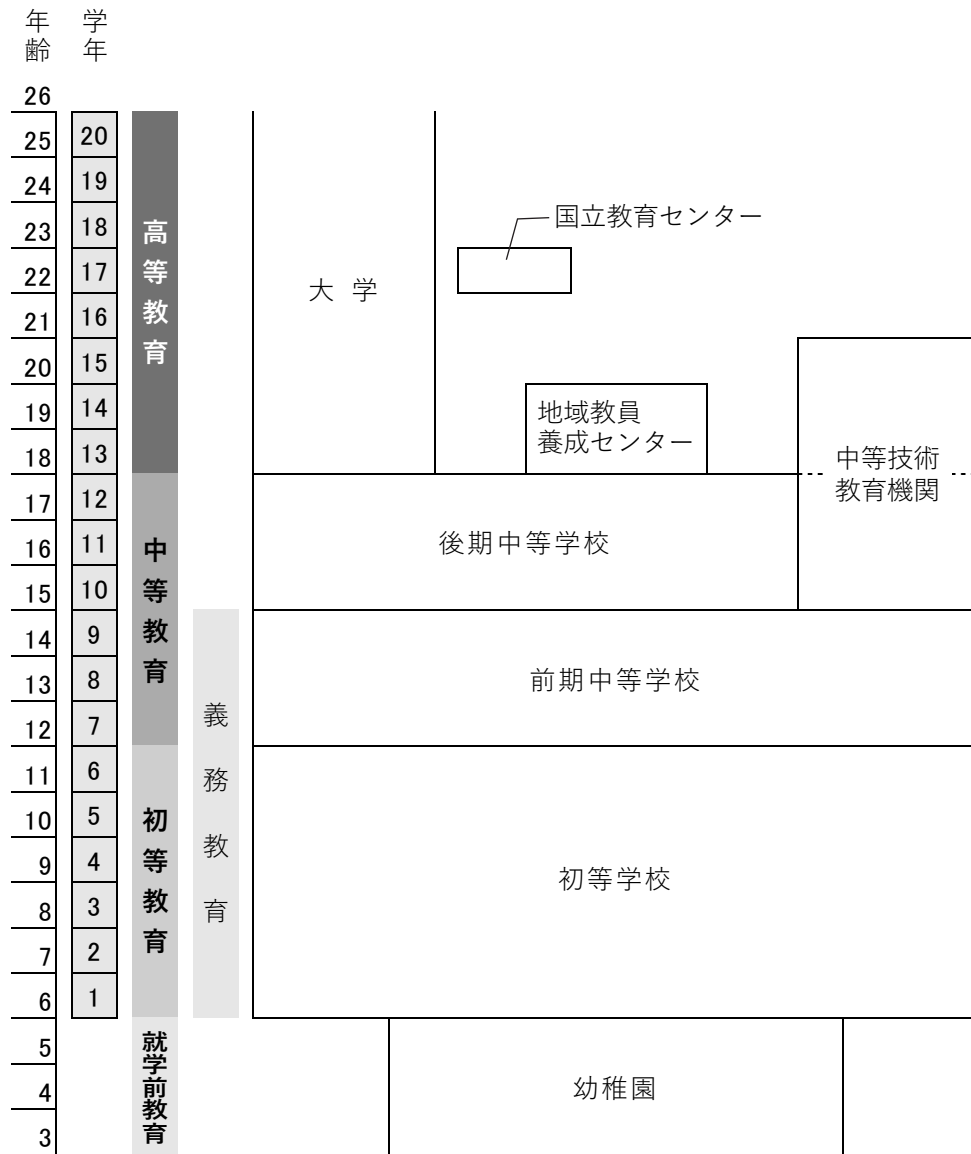 年齢
学年
26
25
24
23
22
21
20
19
18
17
16
15
14
13
12
11
10
9
8
7
6
5
4
3
20
19
18
17
16
15
14
13
12
11
10
9
8
7
6
5
4
3
2
1
高等教育
中等教育
初等教育
就学前教育
義務教育
大学
国立教育センター
地域教員
養成センター
中等技術
教育機関
後期中等学校
前期中等学校
初等学校
幼稚園